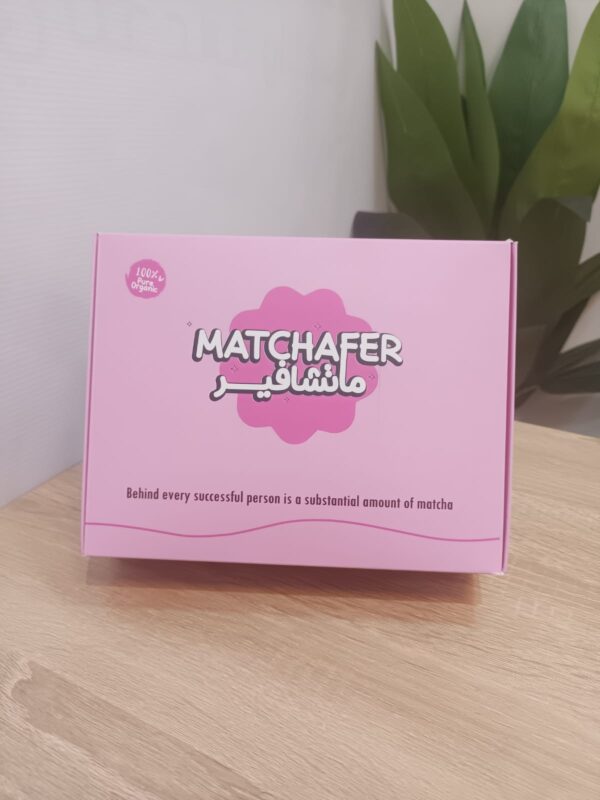 100%
Pure
Organic
MATCHAFER
ماتشافير
Behind every successful person is a substantial amount of matcha